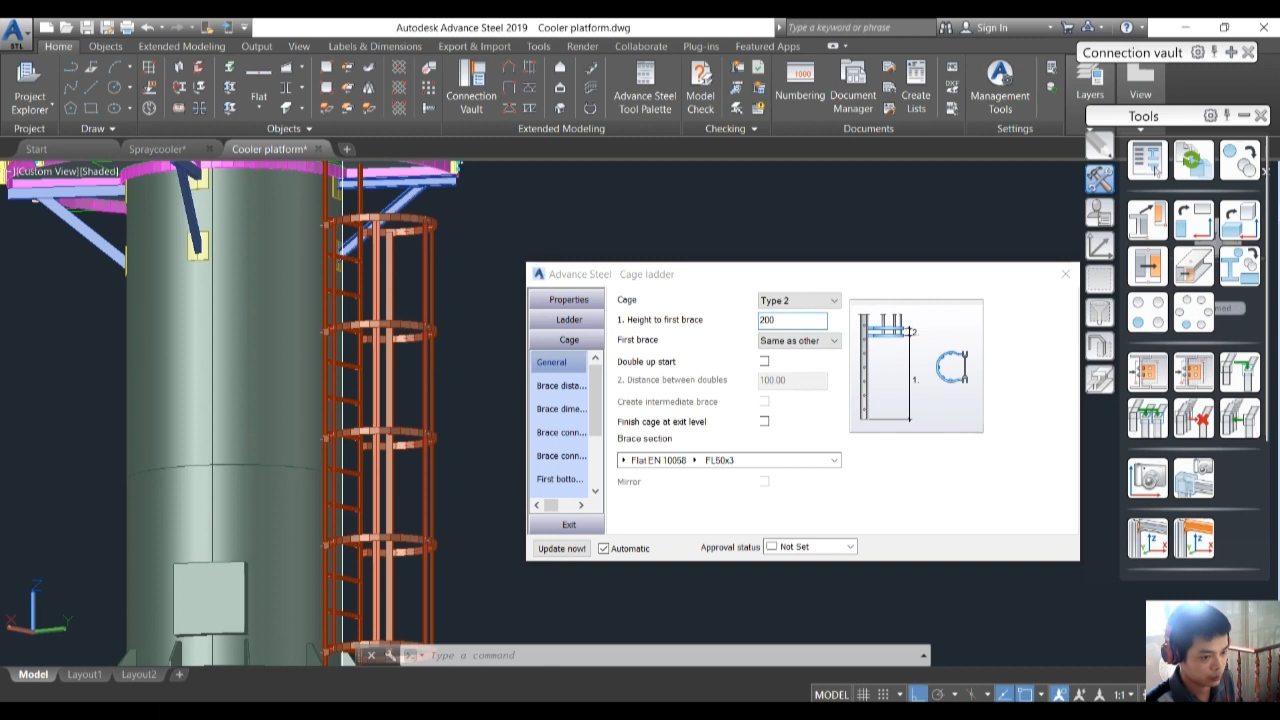 Autodesk Advance Steel 2019 Cooler platform.dwg
Type a keyword or phrase
Sign In
STL
Home Objects Extended Modeling Output View Labels & Dimensions Export & Import Tools Render Collaborate Plug-ins Featured Apps
Connection vault
Project Explorer
Flat
Connection Vault
Advance Steel Tool Palette
Model Check
1000
Numbering
Document Manager
Create Lists
Management Tools
Layers
View
Project Draw Objects Extended Modeling Checking Documents Settings
Tools
Start Spraycooler* Cooler platform*
[Custom View][Shaded]
Advance Steel Cage ladder
Properties
Ladder
Cage
General
Brace dista...
Brace dime...
Brace conn...
Brace conn...
First botto...
Exit
Cage Type 2
1. Height to first brace 200
First brace Same as other
Double up start
2. Distance between doubles 100.00
Create intermediate brace
Finish cage at exit level
Brace section
Flat EN 10058 FL50x3
Mirror
2.
1.
Update now! Automatic Approval status Not Set
Z
X Y
Type a command
Model Layout1 Layout2
MODEL 1:1